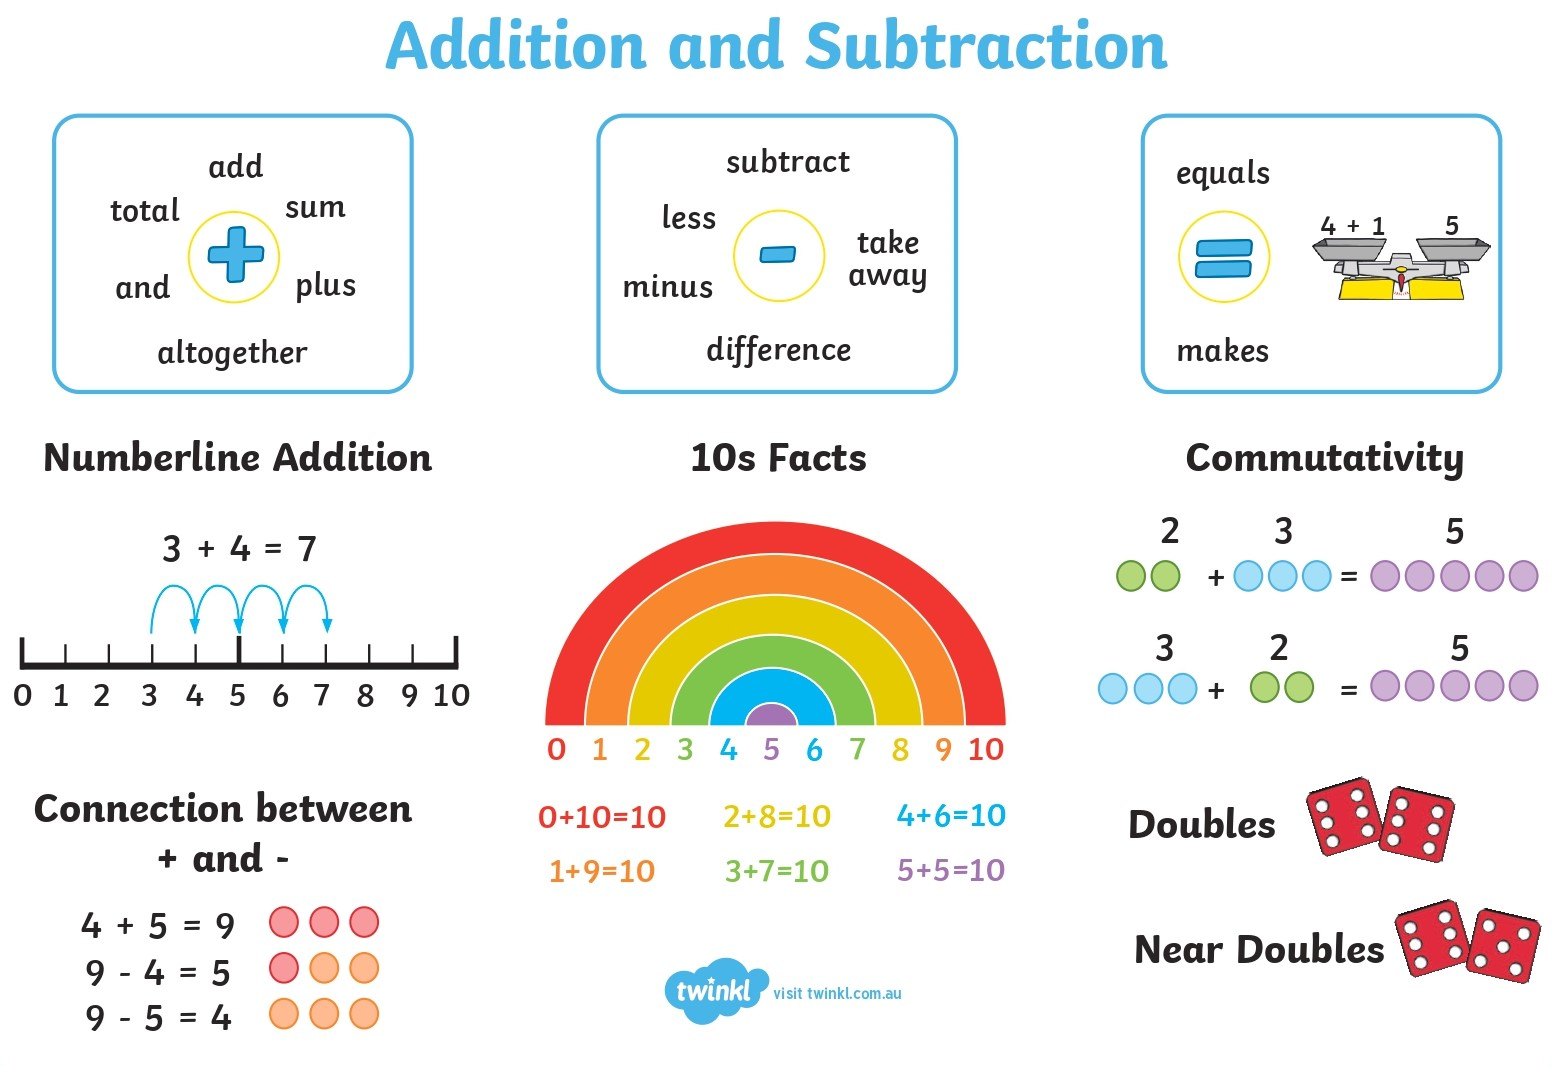 Addition and Subtraction
add
total
sum
and
plus
altogether
subtract
less
take
away
minus
difference
equals
4 + 1
5
makes
Numberline Addition
3 + 4 = 7
0 1 2 3 4 5 6 7 8 9 10
Connection between
+ and -
4 + 5 = 9
9 - 4 = 5
9 - 5 = 4
10s Facts
0 1 2 3 4 5 6 7 8 9 10
0+10=10 2+8=10 4+6=10
1+9=10 3+7=10 5+5=10
twinkl visit twinkl.com.au
Commutativity
2 3 5
+ =
3 2 5
+ =
Doubles
Near Doubles